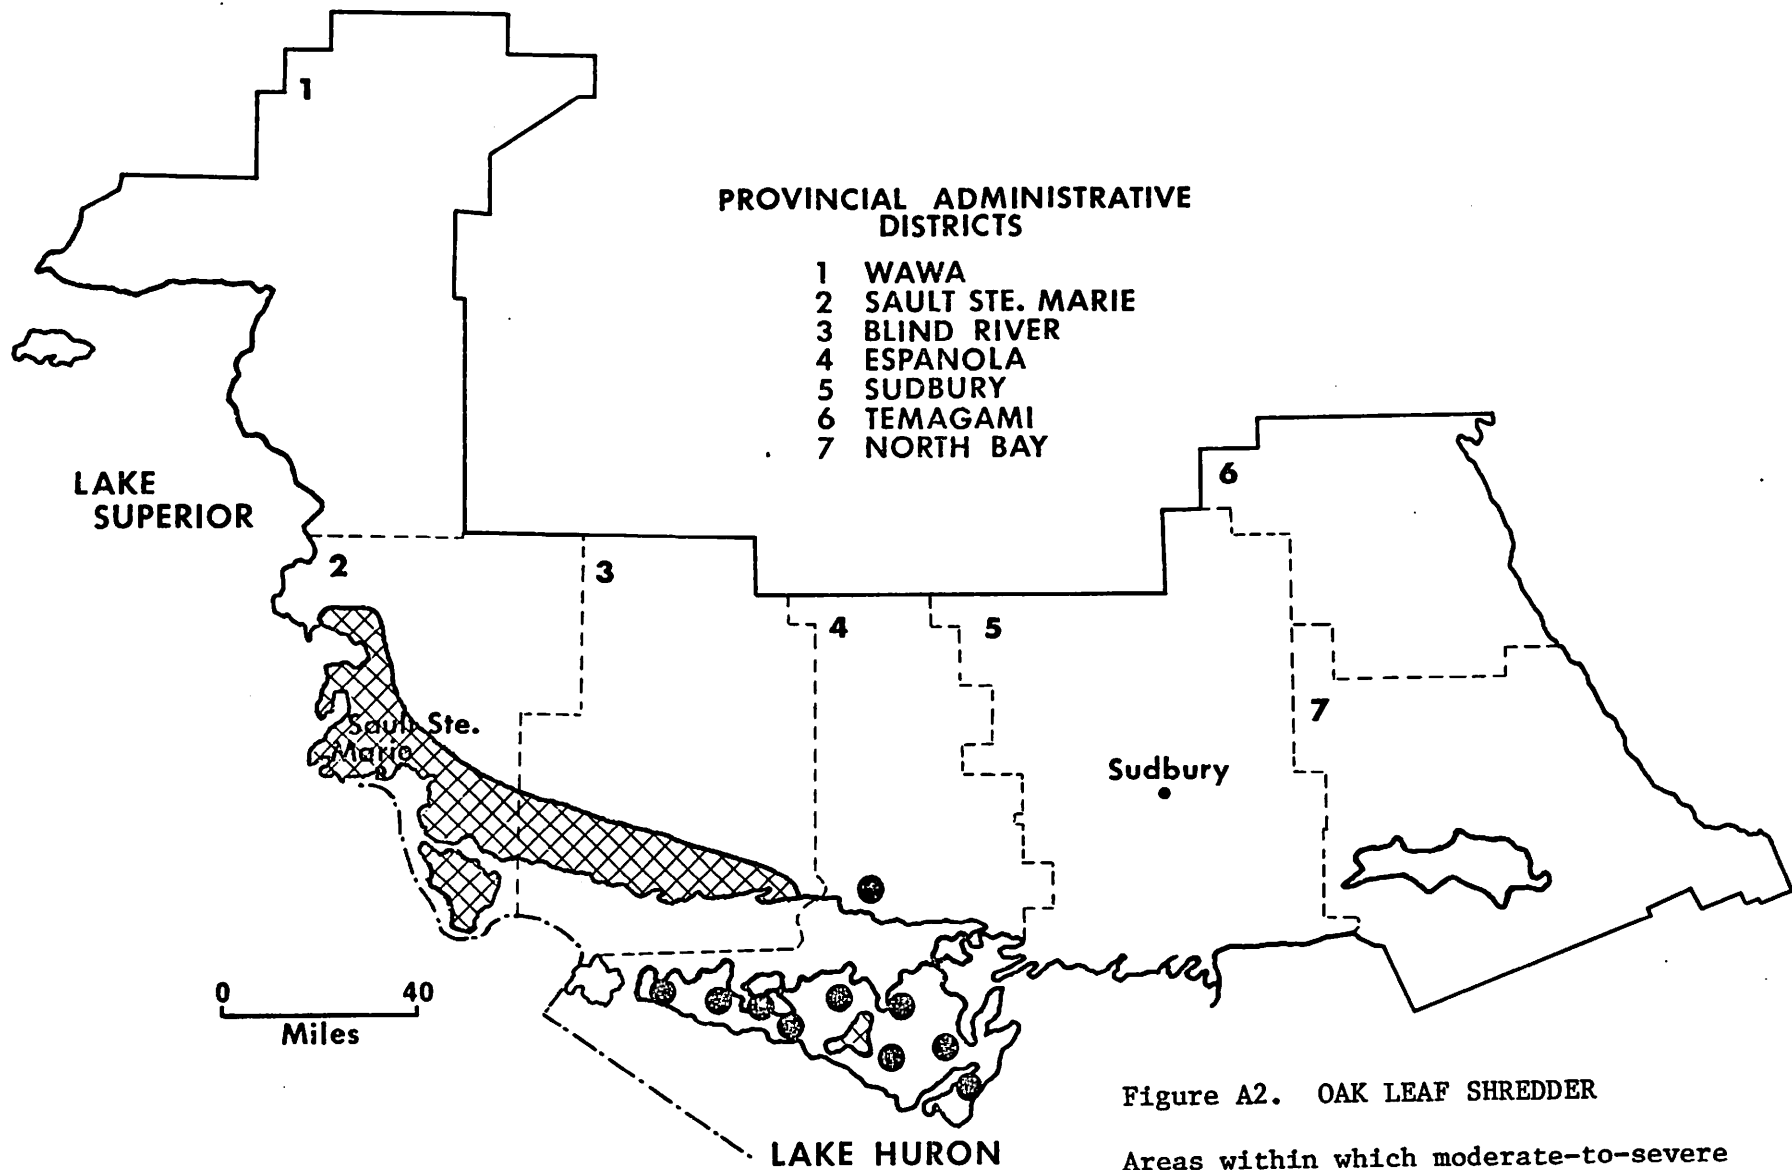 1
PROVINCIAL ADMINISTRATIVE
DISTRICTS
1 WAWA
2 SAULT STE. MARIE
3 BLIND RIVER
4 ESPANOLA
5 SUDBURY
6 TEMAGAMI
7 NORTH BAY
LAKE
SUPERIOR
6
2
3
4
5
7
Sault Ste.
Marie
Sudbury
0 40
Miles
LAKE HURON
Figure A2. OAK LEAF SHREDDER
Areas within which moderate-to-severe